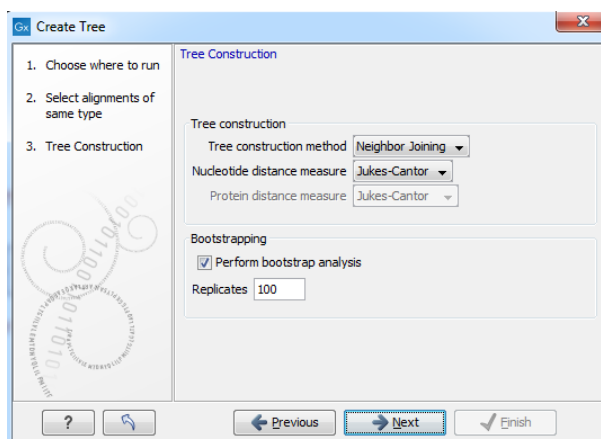 Gx Create Tree
1. Choose where to run
2. Select alignments of
same type
3. Tree Construction
Tree Construction
Tree construction
Tree construction method Neighbor Joining
Nucleotide distance measure Jukes-Cantor
Protein distance measure Jukes-Cantor
Bootstrapping
Perform bootstrap analysis
Replicates 100
? Previous Next Finish